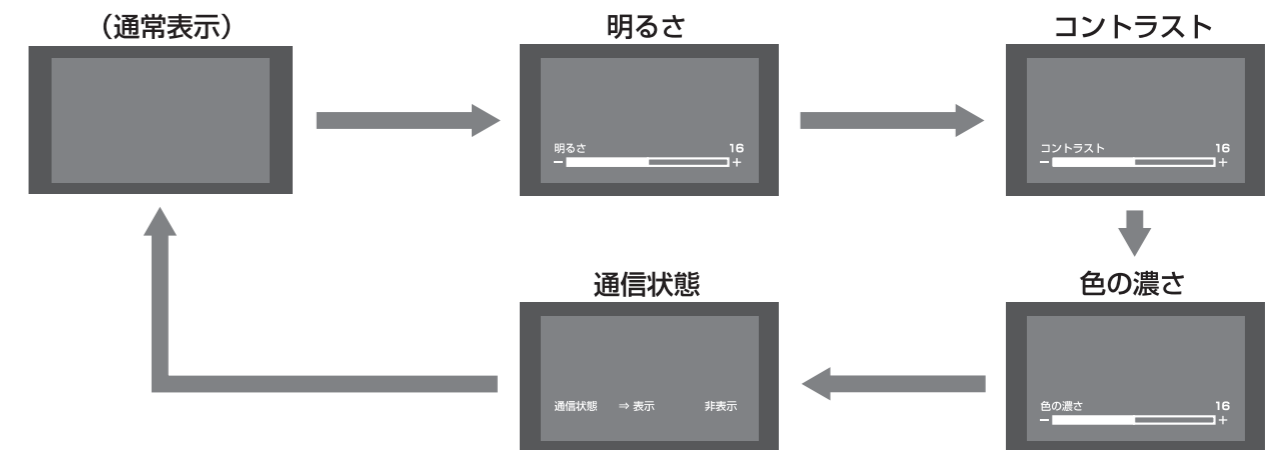 （通常表示）
明るさ
明るさ 16
− +
コントラスト
コントラスト 16
− +
通信状態
通信状態 ⇒ 表示 非表示
色の濃さ
色の濃さ 16
− +